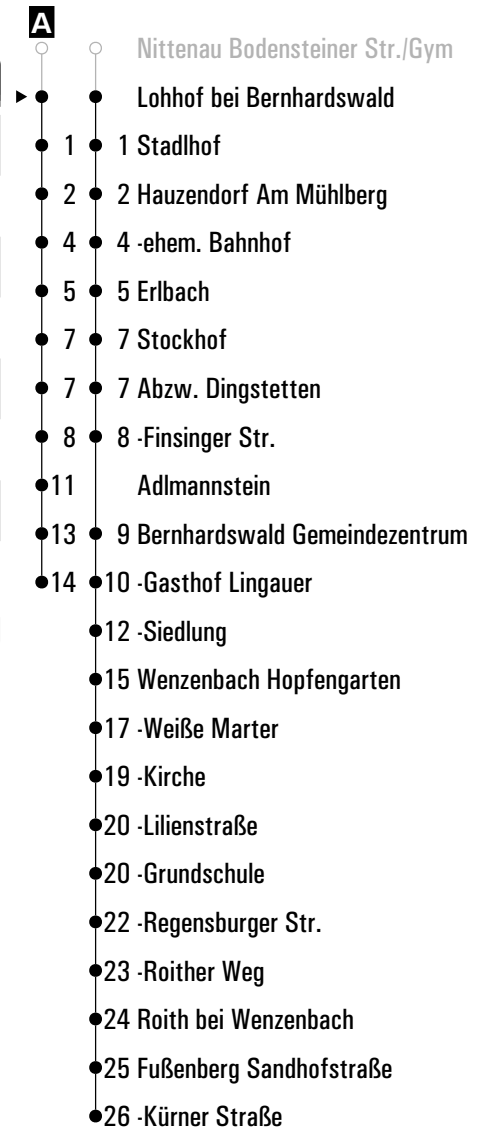 A
Nittenau Bodensteiner Str./Gym
Lohhof bei Bernhardswald
1 1 Stadlhof
2 2 Hauzendorf Am Mühlberg
4 4 -ehem. Bahnhof
5 5 Erlbach
7 7 Stockhof
7 7 Abzw. Dingstetten
8 8 -Finsinger Str.
11 Adlmannstein
13 9 Bernhardswald Gemeindezentrum
14 10 -Gasthof Lingauer
12 -Siedlung
15 Wenzenbach Hopfengarten
17 -Weiße Marter
19 -Kirche
20 -Lilienstraße
20 -Grundschule
22 -Regensburger Str.
23 -Roither Weg
24 Roith bei Wenzenbach
25 Fußenberg Sandhofstraße
26 -Kürner Straße